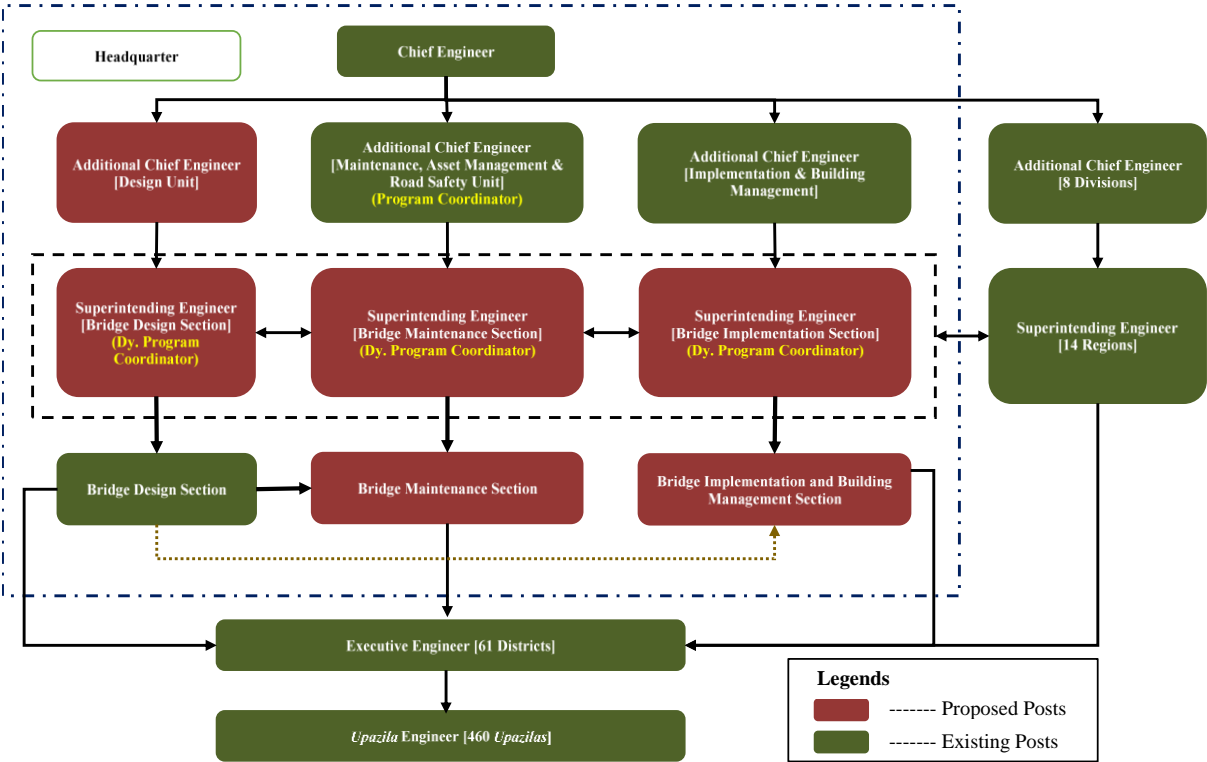 Headquarter
Chief Engineer
Additional Chief Engineer
[Design Unit]
Additional Chief Engineer
[Maintenance, Asset Management &
Road Safety Unit]
(Program Coordinator)
Additional Chief Engineer
[Implementation & Building
Management]
Additional Chief Engineer
[8 Divisions]
Superintending Engineer
[Bridge Design Section]
(Dy. Program
Coordinator)
Superintending Engineer
[Bridge Maintenance Section]
(Dy. Program Coordinator)
Superintending Engineer
[Bridge Implementation Section]
(Dy. Program Coordinator)
Superintending Engineer
[14 Regions]
Bridge Design Section
Bridge Maintenance Section
Bridge Implementation and Building
Management Section
Executive Engineer [61 Districts]
Upazila Engineer [460 Upazilas]
Legends
------- Proposed Posts
------- Existing Posts